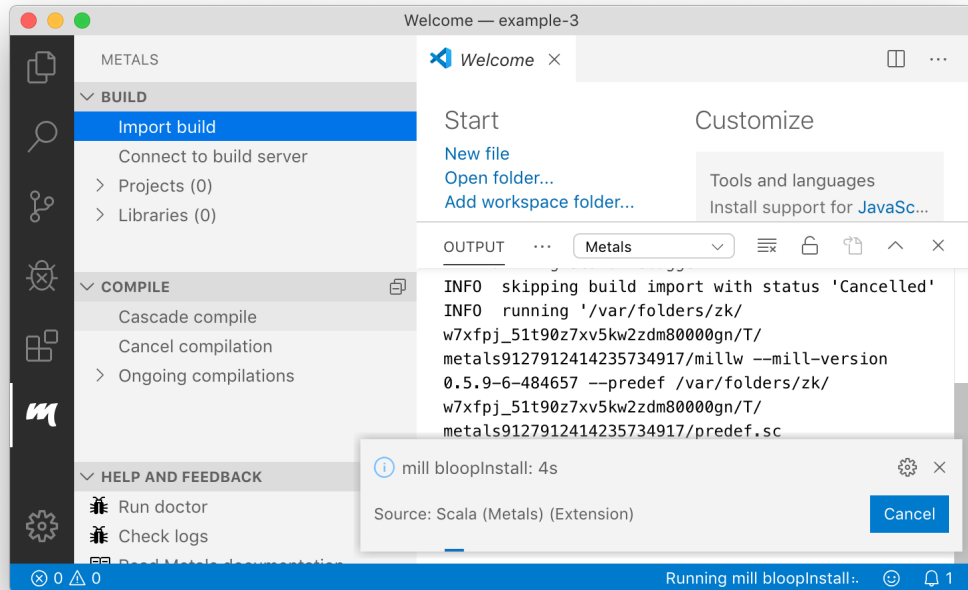 Welcome — example-3
METALS
BUILD
Import build
Connect to build server
Projects (0)
Libraries (0)
COMPILE
Cascade compile
Cancel compilation
Ongoing compilations
HELP AND FEEDBACK
Run doctor
Check logs
Read Metals documentation
Welcome
Start
New file
Open folder...
Add workspace folder...
Customize
Tools and languages
Install support for JavaSc...
OUTPUT
Metals
INFO  skipping build import with status 'Cancelled'
INFO  running '/var/folders/zk/
w7xfpj_51t90z7xv5kw2zdm80000gn/T/
metals9127912414235734917/millw --mill-version
0.5.9-6-484657 --predef /var/folders/zk/
w7xfpj_51t90z7xv5kw2zdm80000gn/T/
metals9127912414235734917/predef.sc
mill bloopInstall: 4s
Source: Scala (Metals) (Extension)
Cancel
0 0
Running mill bloopInstall
1